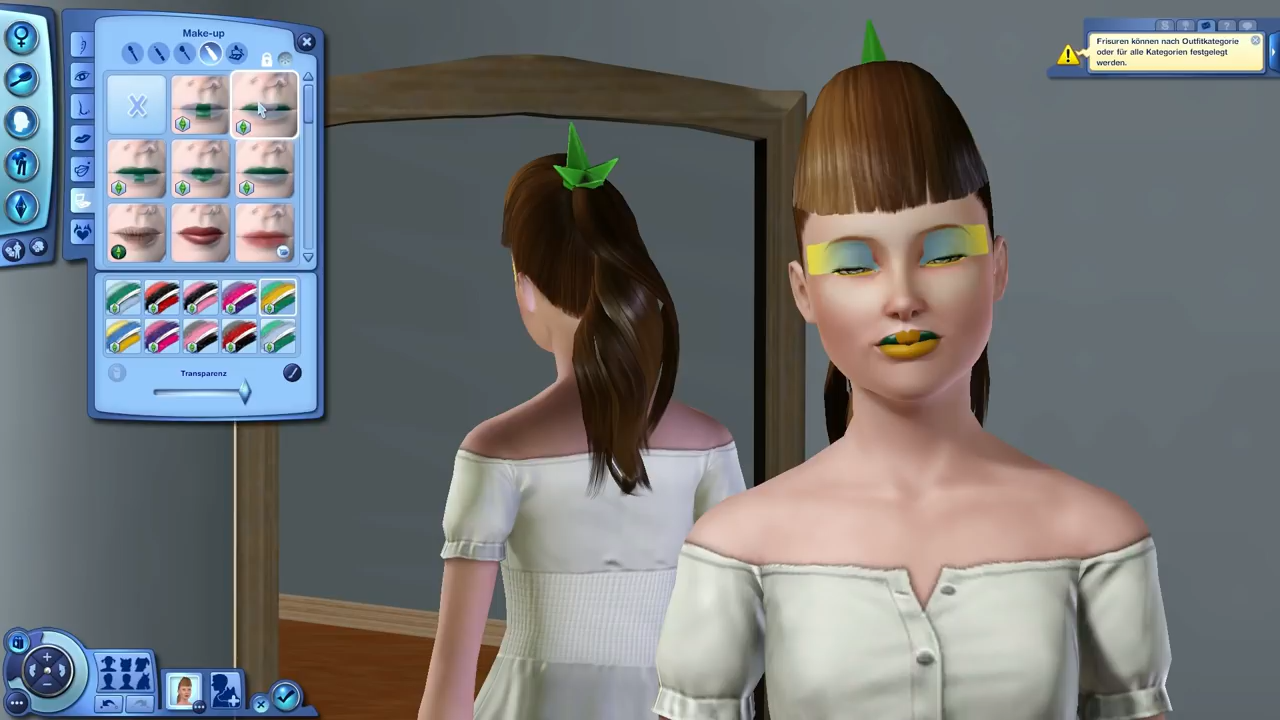 Make-up
Frisuren können nach Outfitkategorie
oder für alle Kategorien festgelegt
werden.
Transparenz